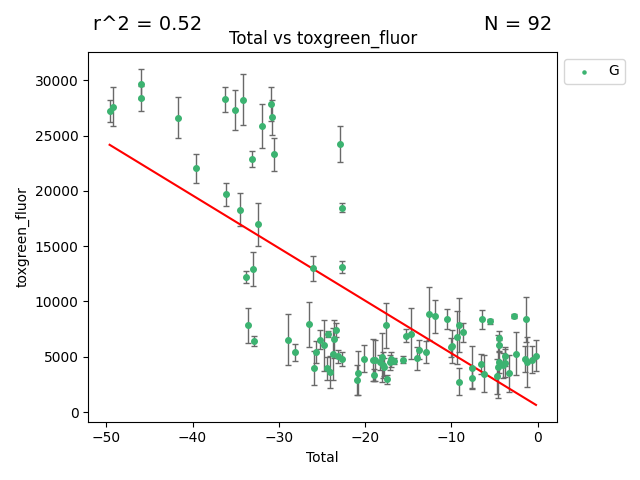 r^2 = 0.52
N = 92
Total vs toxgreen_fluor
G
30000
25000
20000
15000
10000
5000
0
toxgreen_fluor
−50
−40
−30
−20
−10
0
Total